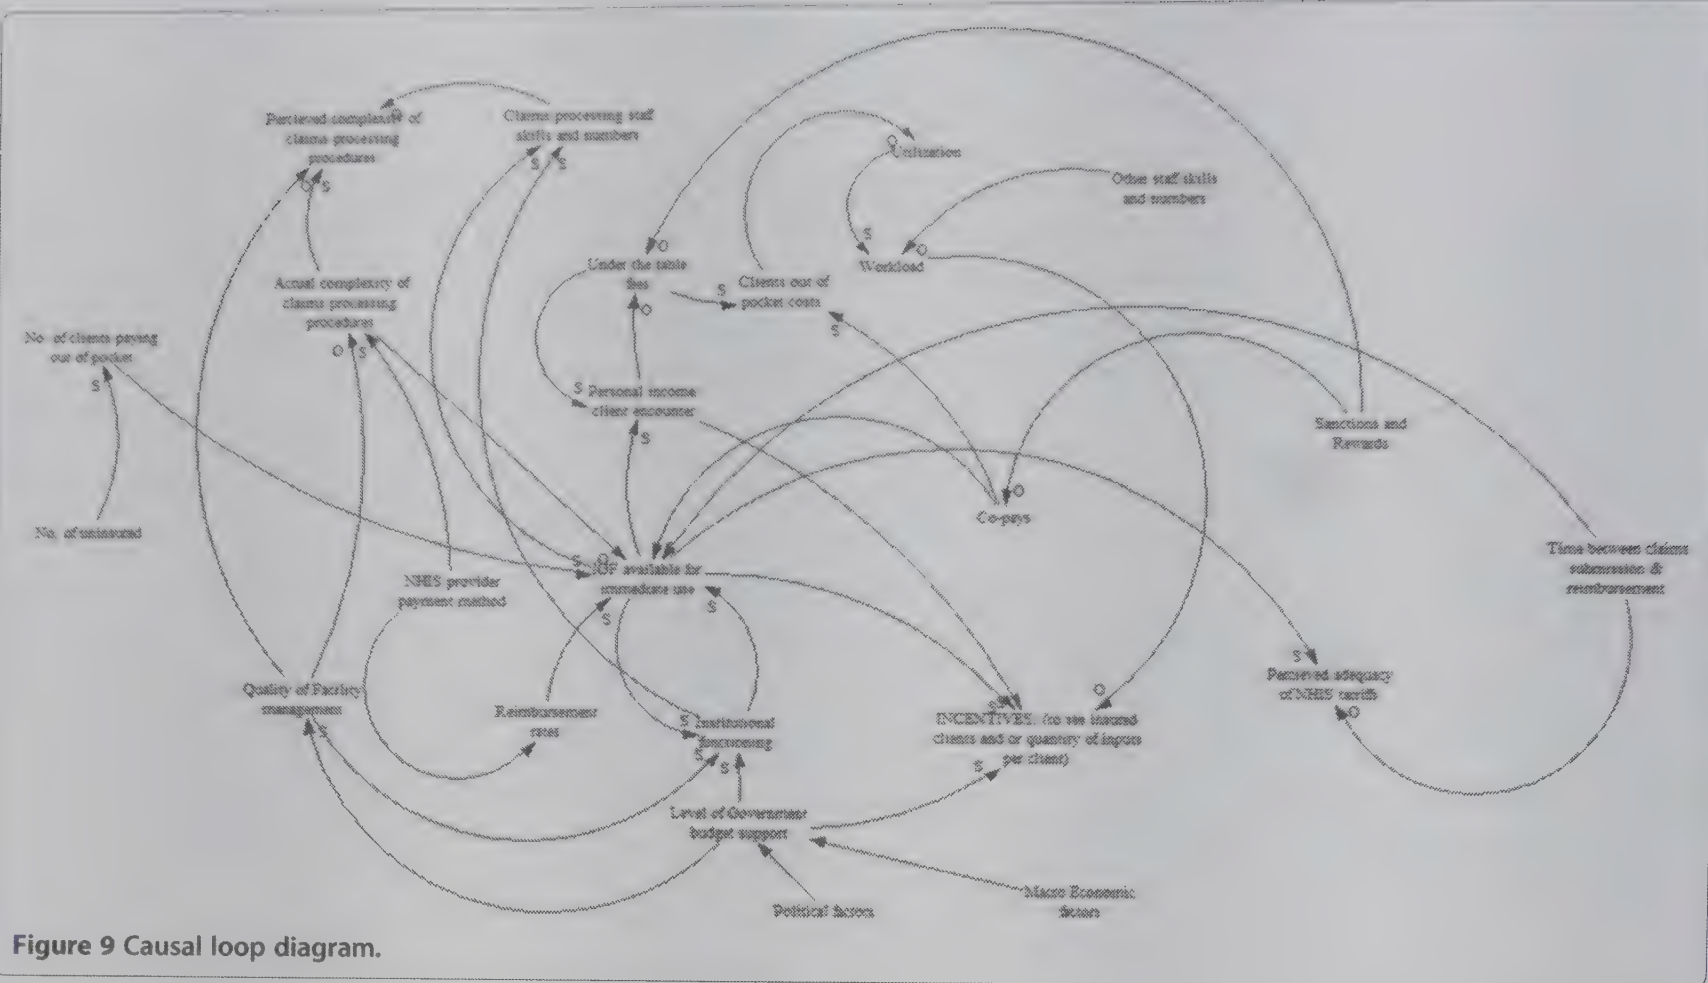 Percieved complexity of
claims processing
procedures
O
Claims processing staff
skills and numbers
S
S
O
Utilization
Other staff skills
and numbers
O
S
S
O
Workload
O
Under the table
fees
O
S
Clients out of
pocket costs
S
Actual complexity of
claims processing
procedures
O
S
No. of clients paying
out of pocket
S
S
Personal income
client encounter
S
Sanctions and
Rewards
O
Co-pays
No. of uninsured
Time between claims
submission &
reimbursement
S
O
available for
immediate use
S
S
NHIS provider
payment method
S
Percieved adequacy
of NHIS tariffs
O
Quality of Facility
management
S
Reimbursement
rates
S
Institutional
functioning
S
S
S
O
INCENTIVES. (to see insured
clients and or quantity of inputs
per client)
S
Level of Government
budget support
Macro Economic
factors
Political factors
Figure 9 Causal loop diagram.